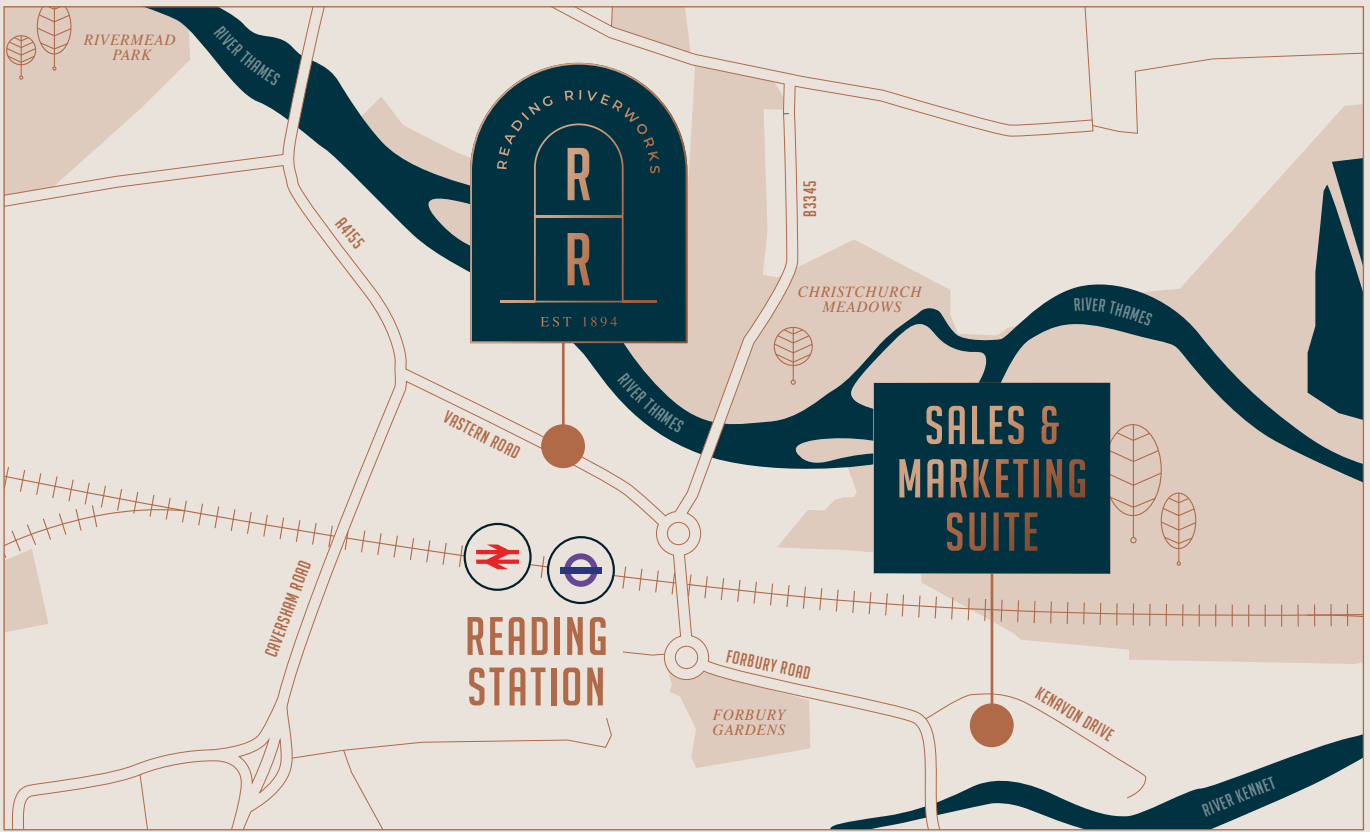 RIVERMEAD
PARK
RIVER THAMES
READING RIVERWORKS
R
R
EST 1894
A4155
B3345
CHRISTCHURCH
MEADOWS
RIVER THAMES
RIVER THAMES
VASTERN ROAD
SALES &
MARKETING
SUITE
CAVERSHAM ROAD
READING
STATION
FORBURY ROAD
FORBURY
GARDENS
KENAVON DRIVE
RIVER KENNET